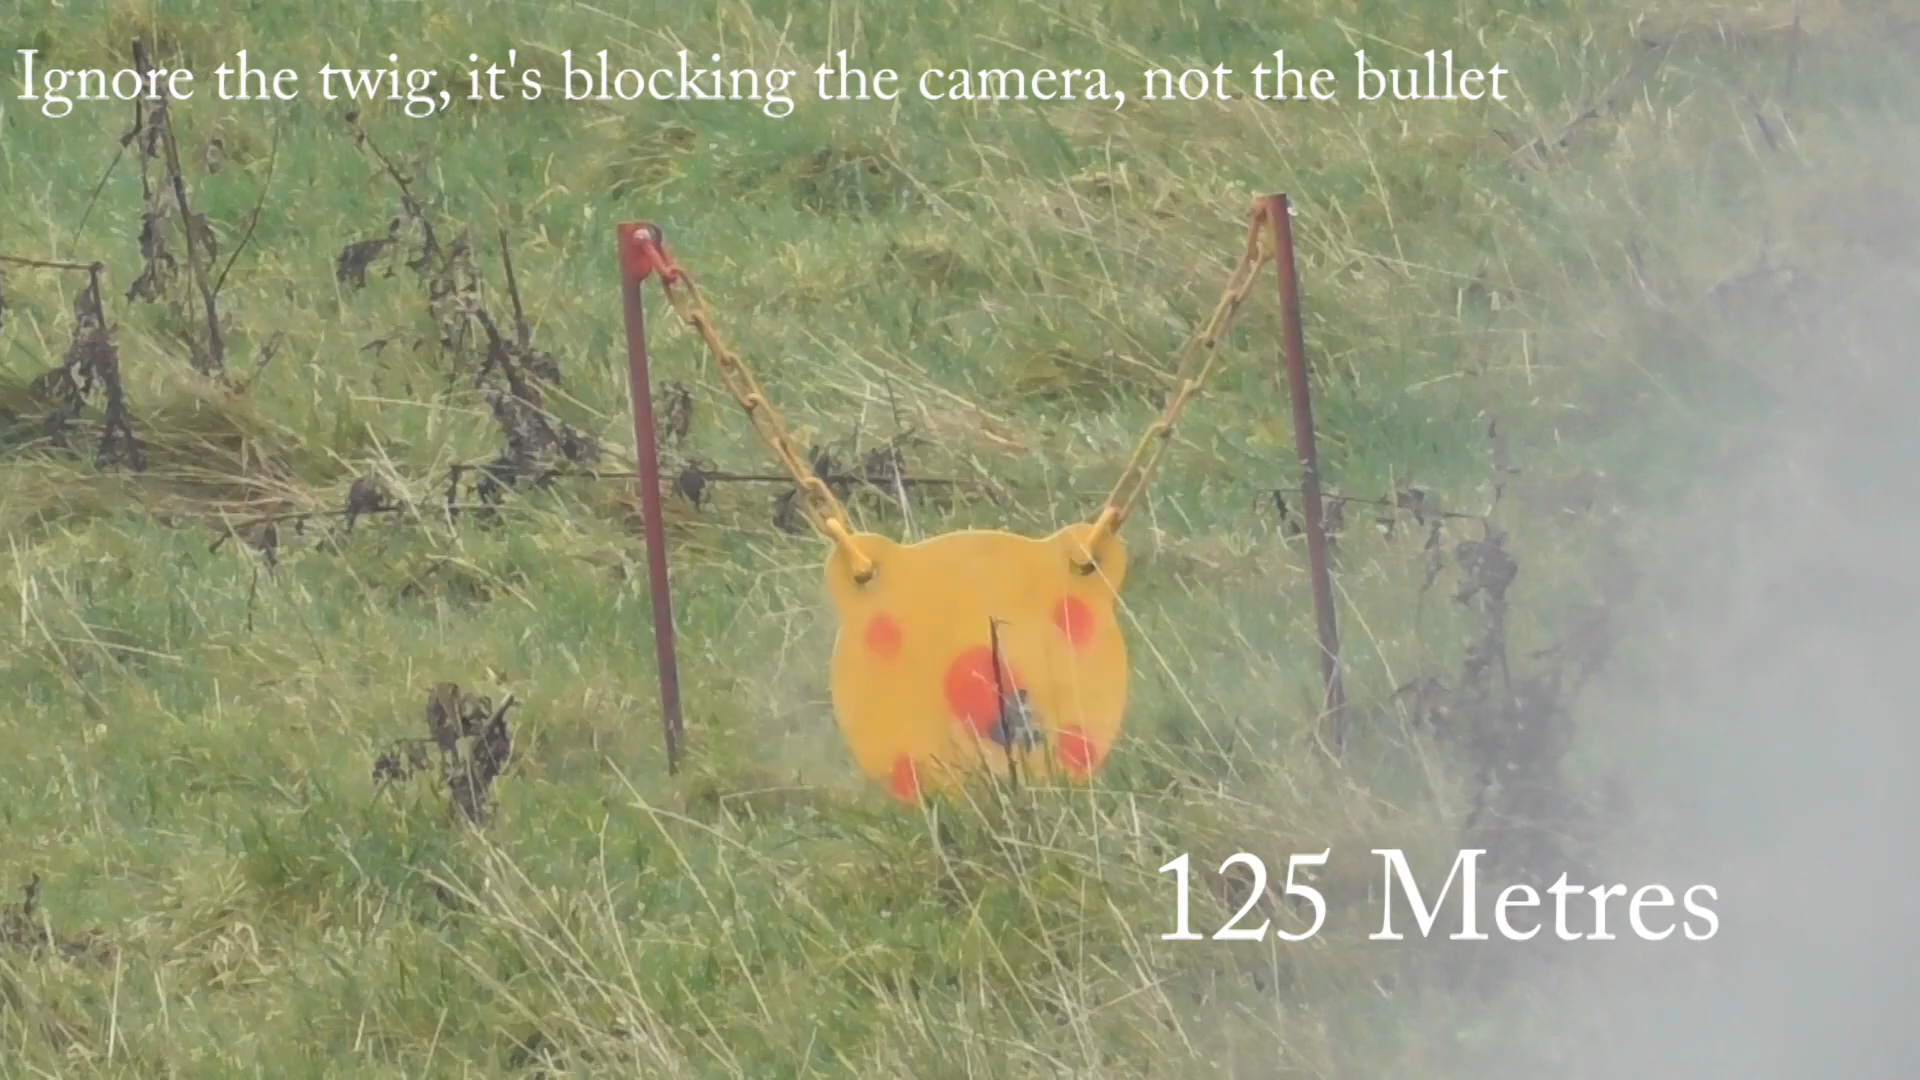 Ignore the twig, it's blocking the camera, not the bullet
125 Metres